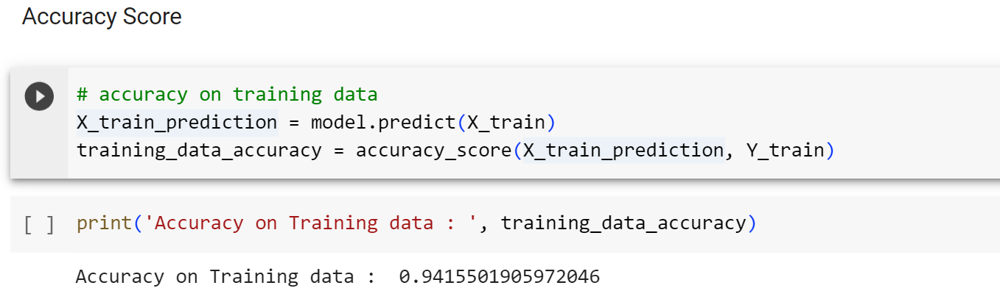 Accuracy Score
# accuracy on training data
X_train_prediction = model.predict(X_train)
training_data_accuracy = accuracy_score(X_train_prediction, Y_train)
[ ] print('Accuracy on Training data : ', training_data_accuracy)
Accuracy on Training data :  0.9415501905972046